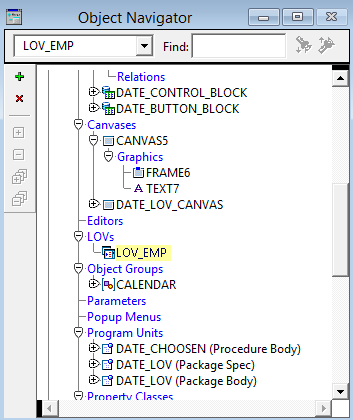 Object Navigator
LOV_EMP
Find:
Relations
DATE_CONTROL_BLOCK
DATE_BUTTON_BLOCK
Canvases
CANVAS5
Graphics
FRAME6
A TEXT7
DATE_LOV_CANVAS
Editors
LOVs
LOV_EMP
Object Groups
CALENDAR
Parameters
Popup Menus
Program Units
DATE_CHOOSEN (Procedure Body)
DATE_LOV (Package Spec)
DATE_LOV (Package Body)
Property Classes